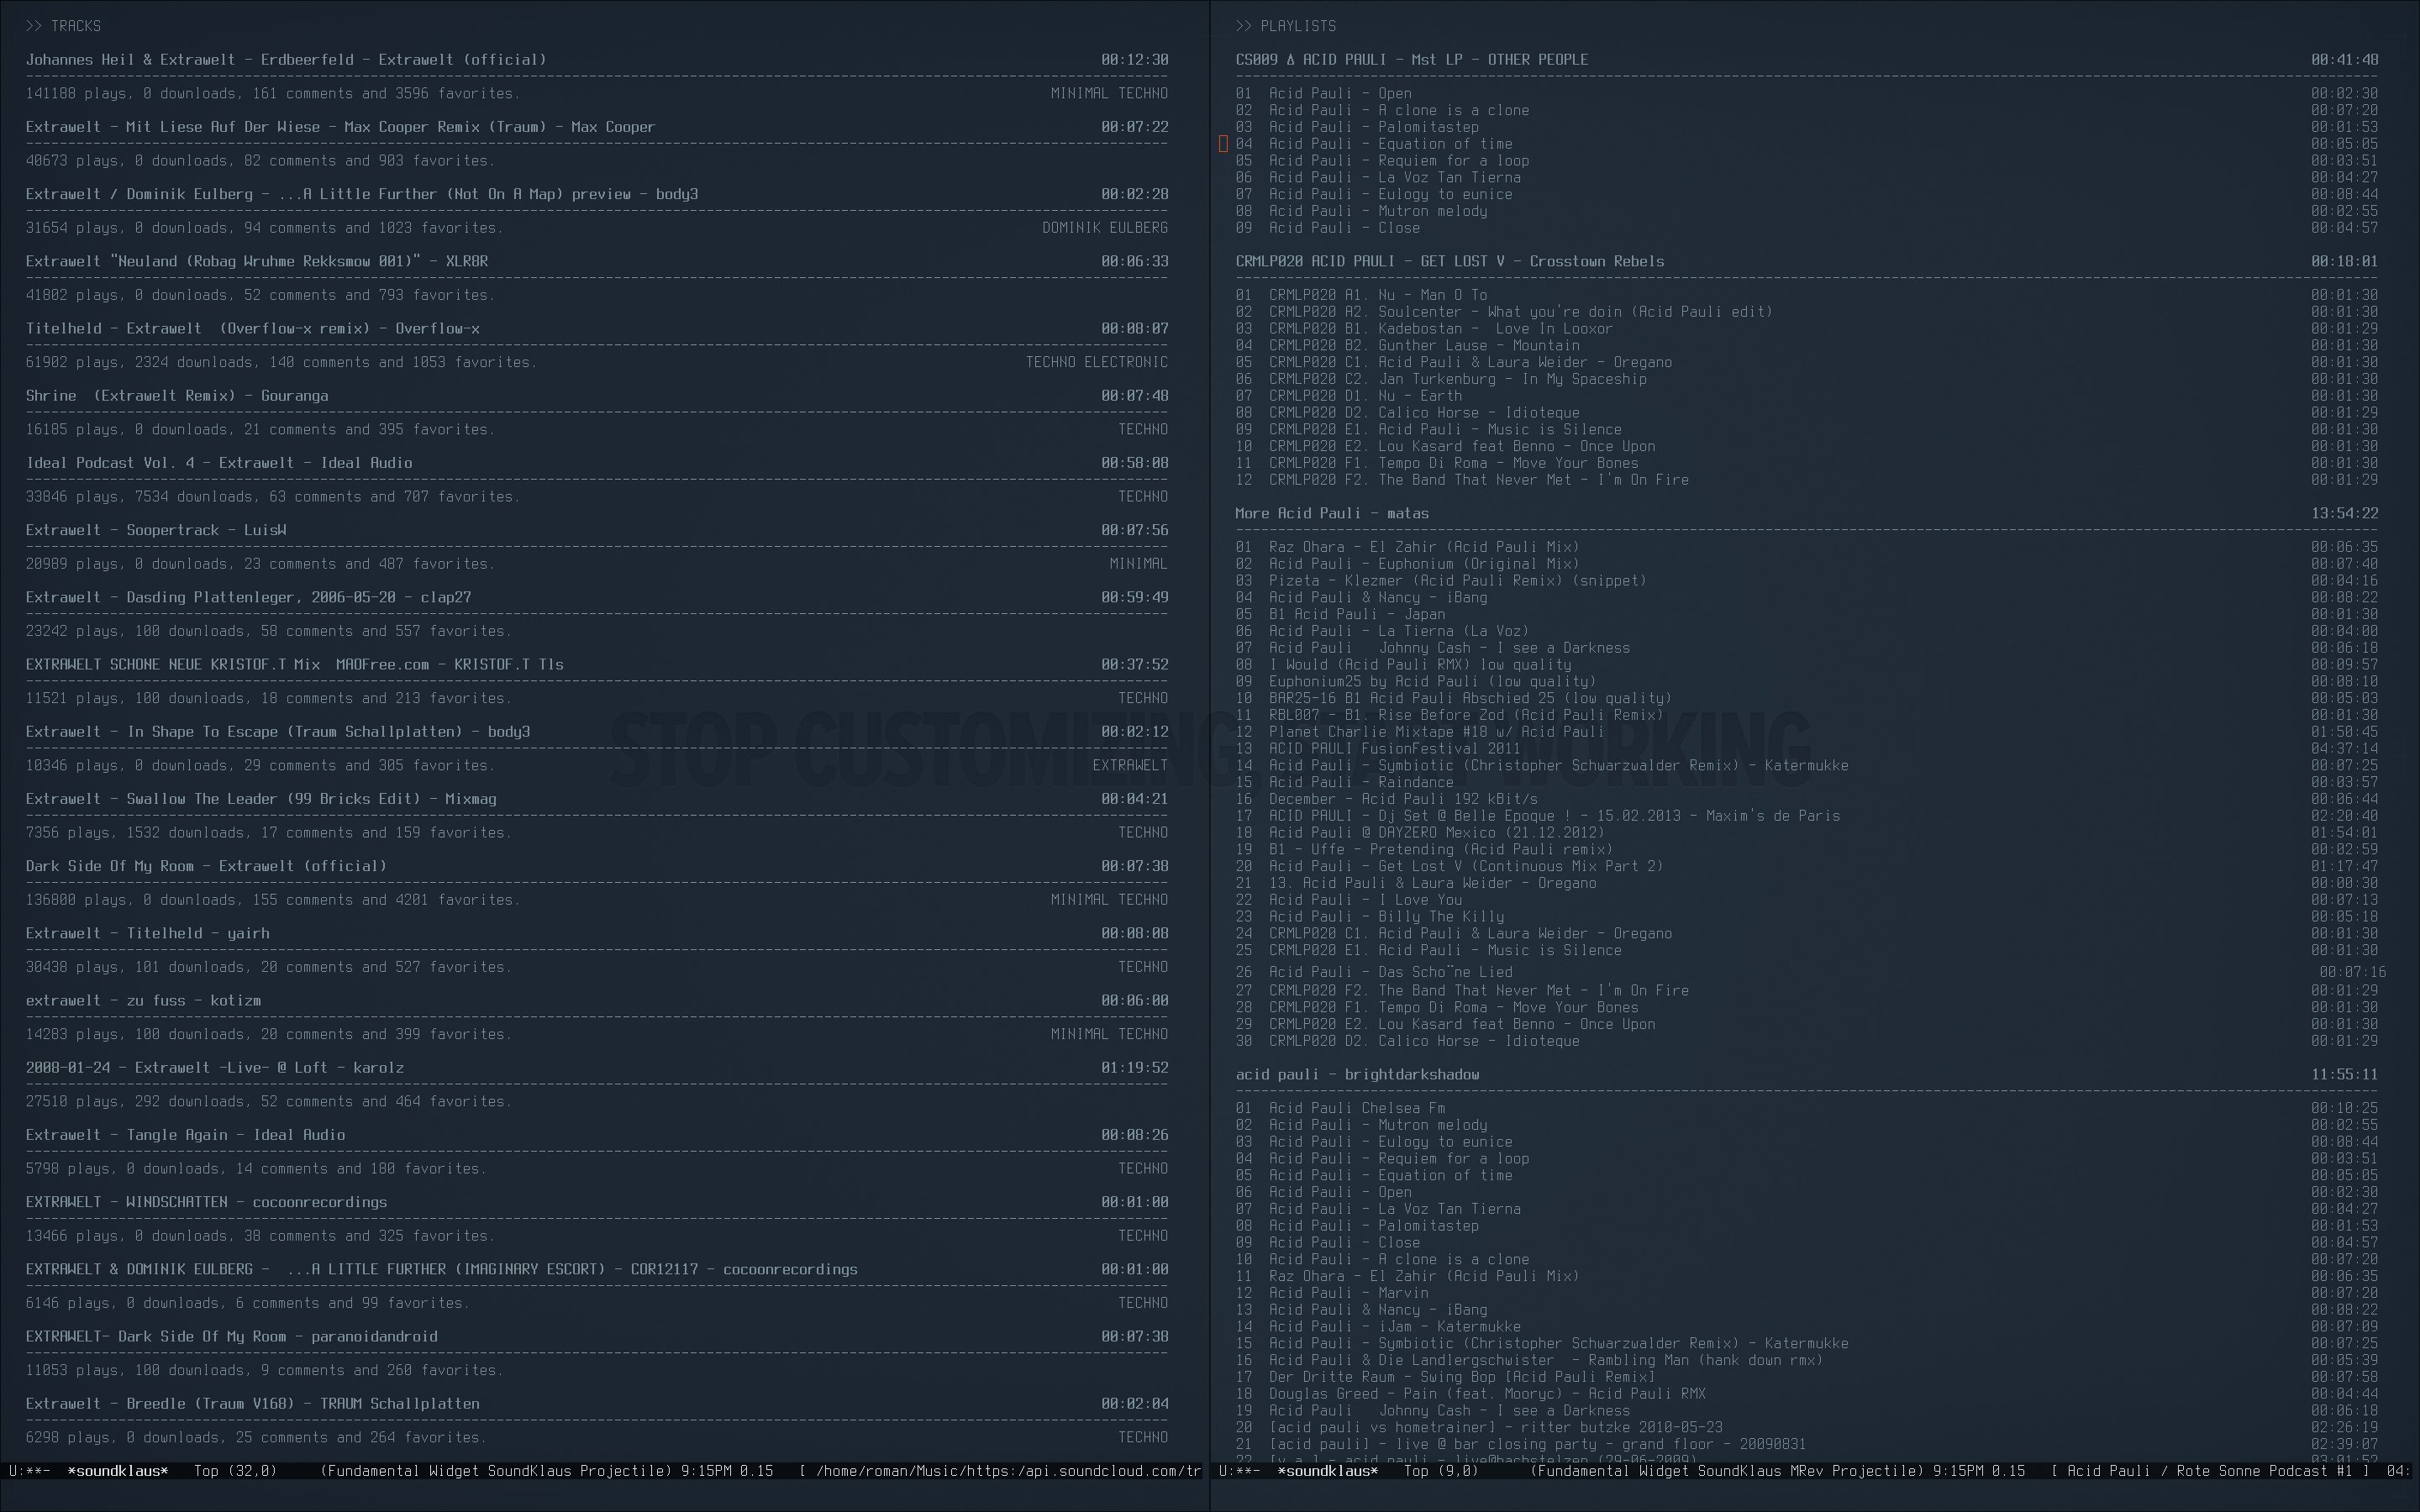 >> TRACKS
Johannes Heil & Extrawelt - Erdbeerfeld - Extrawelt (official) 00:12:30
141188 plays, 0 downloads, 161 comments and 3596 favorites. MINIMAL TECHNO
Extrawelt - Mit Liese Auf Der Wiese - Max Cooper Remix (Traum) - Max Cooper 00:07:22
40673 plays, 0 downloads, 82 comments and 903 favorites.
Extrawelt / Dominik Eulberg - ...A Little Further (Not On A Map) preview - body3 00:02:28
31654 plays, 0 downloads, 94 comments and 1023 favorites. DOMINIK EULBERG
Extrawelt "Neuland (Robag Wruhme Rekksmow 001)" - XLR8R 00:06:33
41802 plays, 0 downloads, 52 comments and 793 favorites.
Titelheld - Extrawelt  (Overflow-x remix) - Overflow-x 00:08:07
61902 plays, 2324 downloads, 140 comments and 1053 favorites. TECHNO ELECTRONIC
Shrine  (Extrawelt Remix) - Gouranga 00:07:48
16185 plays, 0 downloads, 21 comments and 395 favorites. TECHNO
Ideal Podcast Vol. 4 - Extrawelt - Ideal Audio 00:58:08
33846 plays, 7534 downloads, 63 comments and 707 favorites. TECHNO
Extrawelt - Soopertrack - LuisW 00:07:56
20989 plays, 0 downloads, 23 comments and 487 favorites. MINIMAL
Extrawelt - Dasding Plattenleger, 2006-05-20 - clap27 00:59:49
23242 plays, 100 downloads, 58 comments and 557 favorites.
EXTRAWELT SCHONE NEUE KRISTOF.T Mix  MAOFree.com - KRISTOF.T Tls 00:37:52
11521 plays, 100 downloads, 18 comments and 213 favorites. TECHNO
Extrawelt - In Shape To Escape (Traum Schallplatten) - body3 00:02:12
10346 plays, 0 downloads, 29 comments and 305 favorites. EXTRAWELT
Extrawelt - Swallow The Leader (99 Bricks Edit) - Mixmag 00:04:21
7356 plays, 1532 downloads, 17 comments and 159 favorites. TECHNO
Dark Side Of My Room - Extrawelt (official) 00:07:38
136800 plays, 0 downloads, 155 comments and 4201 favorites. MINIMAL TECHNO
Extrawelt - Titelheld - yairh 00:08:08
30438 plays, 101 downloads, 20 comments and 527 favorites. TECHNO
extrawelt - zu fuss - kotizm 00:06:00
14283 plays, 100 downloads, 20 comments and 399 favorites. MINIMAL TECHNO
2008-01-24 - Extrawelt -Live- @ Loft - karolz 01:19:52
27510 plays, 292 downloads, 52 comments and 464 favorites.
Extrawelt - Tangle Again - Ideal Audio 00:08:26
5798 plays, 0 downloads, 14 comments and 180 favorites. TECHNO
EXTRAWELT - WINDSCHATTEN - cocoonrecordings 00:01:00
13466 plays, 0 downloads, 38 comments and 325 favorites. TECHNO
EXTRAWELT & DOMINIK EULBERG -  ...A LITTLE FURTHER (IMAGINARY ESCORT) - COR12117 - cocoonrecordings 00:01:00
6146 plays, 0 downloads, 6 comments and 99 favorites. TECHNO
EXTRAWELT- Dark Side Of My Room - paranoidandroid 00:07:38
11053 plays, 100 downloads, 9 comments and 260 favorites.
Extrawelt - Breedle (Traum V168) - TRAUM Schallplatten 00:02:04
6298 plays, 0 downloads, 25 comments and 264 favorites. TECHNO
U:**-  *soundklaus*   Top (32,0)     (Fundamental Widget SoundKlaus Projectile) 9:15PM 0.15   [ /home/roman/Music/https:/api.soundcloud.com/tr
>> PLAYLISTS
CS009 Δ ACID PAULI - Mst LP - OTHER PEOPLE 00:41:48
01  Acid Pauli - Open 00:02:30
02  Acid Pauli - A clone is a clone 00:07:20
03  Acid Pauli - Palomitastep 00:01:53
04  Acid Pauli - Equation of time 00:05:05
05  Acid Pauli - Requiem for a loop 00:03:51
06  Acid Pauli - La Voz Tan Tierna 00:04:27
07  Acid Pauli - Eulogy to eunice 00:08:44
08  Acid Pauli - Mutron melody 00:02:55
09  Acid Pauli - Close 00:04:57
CRMLP020 ACID PAULI - GET LOST V - Crosstown Rebels 00:18:01
01  CRMLP020 A1. Nu - Man O To 00:01:30
02  CRMLP020 A2. Soulcenter - What you're doin (Acid Pauli edit) 00:01:30
03  CRMLP020 B1. Kadebostan -  Love In Looxor 00:01:29
04  CRMLP020 B2. Gunther Lause - Mountain 00:01:30
05  CRMLP020 C1. Acid Pauli & Laura Weider - Oregano 00:01:30
06  CRMLP020 C2. Jan Turkenburg - In My Spaceship 00:01:30
07  CRMLP020 D1. Nu - Earth 00:01:30
08  CRMLP020 D2. Calico Horse - Idioteque 00:01:29
09  CRMLP020 E1. Acid Pauli - Music is Silence 00:01:30
10  CRMLP020 E2. Lou Kasard feat Benno - Once Upon 00:01:30
11  CRMLP020 F1. Tempo Di Roma - Move Your Bones 00:01:30
12  CRMLP020 F2. The Band That Never Met - I'm On Fire 00:01:29
More Acid Pauli - matas 13:54:22
01  Raz Ohara - El Zahir (Acid Pauli Mix) 00:06:35
02  Acid Pauli - Euphonium (Original Mix) 00:07:40
03  Pizeta - Klezmer (Acid Pauli Remix) (snippet) 00:04:16
04  Acid Pauli & Nancy - iBang 00:08:22
05  B1 Acid Pauli - Japan 00:01:30
06  Acid Pauli - La Tierna (La Voz) 00:04:00
07  Acid Pauli   Johnny Cash - I see a Darkness 00:06:18
08  I Would (Acid Pauli RMX) low quality 00:09:57
09  Euphonium25 by Acid Pauli (low quality) 00:08:10
10  BAR25-16 B1 Acid Pauli Abschied 25 (low quality) 00:05:03
11  RBL007 - B1. Rise Before Zod (Acid Pauli Remix) 00:01:30
12  Planet Charlie Mixtape #18 w/ Acid Pauli 01:50:45
13  ACID PAULI FusionFestival 2011 04:37:14
14  Acid Pauli - Symbiotic (Christopher Schwarzwalder Remix) - Katermukke 00:07:25
15  Acid Pauli - Raindance 00:03:57
16  December - Acid Pauli 192 kBit/s 00:06:44
17  ACID PAULI - Dj Set @ Belle Epoque ! - 15.02.2013 - Maxim's de Paris 02:20:40
18  Acid Pauli @ DAYZERO Mexico (21.12.2012) 01:54:01
19  B1 - Uffe - Pretending (Acid Pauli remix) 00:02:59
20  Acid Pauli - Get Lost V (Continuous Mix Part 2) 01:17:47
21  13. Acid Pauli & Laura Weider - Oregano 00:00:30
22  Acid Pauli - I Love You 00:07:13
23  Acid Pauli - Billy The Killy 00:05:18
24  CRMLP020 C1. Acid Pauli & Laura Weider - Oregano 00:01:30
25  CRMLP020 E1. Acid Pauli - Music is Silence 00:01:30
26  Acid Pauli - Das Scho¨ne Lied 00:07:16
27  CRMLP020 F2. The Band That Never Met - I'm On Fire 00:01:29
28  CRMLP020 F1. Tempo Di Roma - Move Your Bones 00:01:30
29  CRMLP020 E2. Lou Kasard feat Benno - Once Upon 00:01:30
30  CRMLP020 D2. Calico Horse - Idioteque 00:01:29
acid pauli - brightdarkshadow 11:55:11
01  Acid Pauli Chelsea Fm 00:10:25
02  Acid Pauli - Mutron melody 00:02:55
03  Acid Pauli - Eulogy to eunice 00:08:44
04  Acid Pauli - Requiem for a loop 00:03:51
05  Acid Pauli - Equation of time 00:05:05
06  Acid Pauli - Open 00:02:30
07  Acid Pauli - La Voz Tan Tierna 00:04:27
08  Acid Pauli - Palomitastep 00:01:53
09  Acid Pauli - Close 00:04:57
10  Acid Pauli - A clone is a clone 00:07:20
11  Raz Ohara - El Zahir (Acid Pauli Mix) 00:06:35
12  Acid Pauli - Marvin 00:07:20
13  Acid Pauli & Nancy - iBang 00:08:22
14  Acid Pauli - iJam - Katermukke 00:07:09
15  Acid Pauli - Symbiotic (Christopher Schwarzwalder Remix) - Katermukke 00:07:25
16  Acid Pauli & Die Landlergschwister  - Rambling Man (hank down rmx) 00:05:39
17  Der Dritte Raum - Swing Bop [Acid Pauli Remix] 00:07:58
18  Douglas Greed - Pain (feat. Mooryc) - Acid Pauli RMX 00:04:44
19  Acid Pauli   Johnny Cash - I see a Darkness 00:06:18
20  [acid pauli vs hometrainer] - ritter butzke 2010-05-23 02:26:19
21  [acid pauli] - live @ bar closing party - grand floor - 20090831 02:39:07
22  [v.a.] - acid pauli - live@bachstelzen (29-06-2009) 03:01:52
U:**-  *soundklaus*   Top (9,0)      (Fundamental Widget SoundKlaus MRev Projectile) 9:15PM 0.15   [ Acid Pauli / Rote Sonne Podcast #1 ]  04:
STOP CUSTOMIZING WORKING